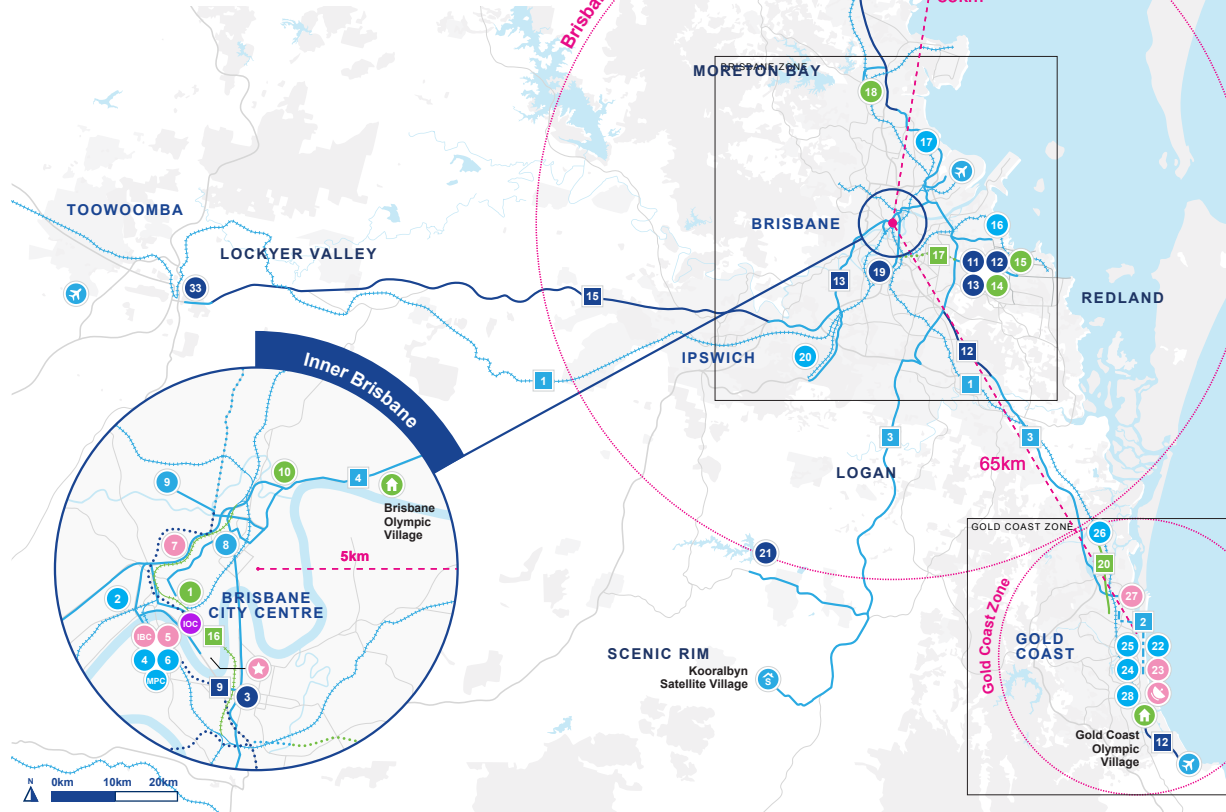 Brisba
MORETON BAY
BRISBANE ZONE
18
17
TOOWOOMBA
BRISBANE
16
LOCKYER VALLEY
17
11
12
15
19
13
13
14
33
15
REDLAND
12
IPSWICH
20
1
1
Inner Brisbane
3
3
65km
LOGAN
10
4
9
Brisbane
Olympic
Village
GOLD COAST ZONE
26
7
8
21
5km
20
Gold Coast Zone
1
2
27
BRISBANE
CITY CENTRE
IOC
2
IBC
5
16
GOLD
COAST
25
22
SCENIC RIM
4
6
24
23
Kooralbyn
Satellite Village
S
MPC
9
3
28
Gold Coast
Olympic
Village
12
N
0km
10km
20km